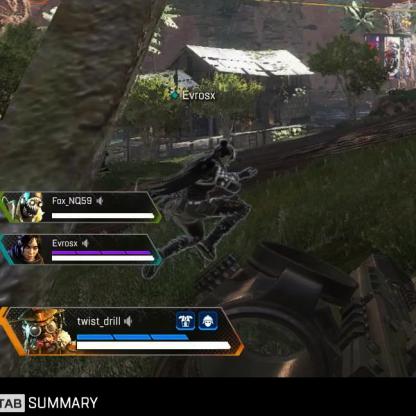 Evrosx
Fox_NQ59
Evrosx
twist_drill
TAB SUMMARY